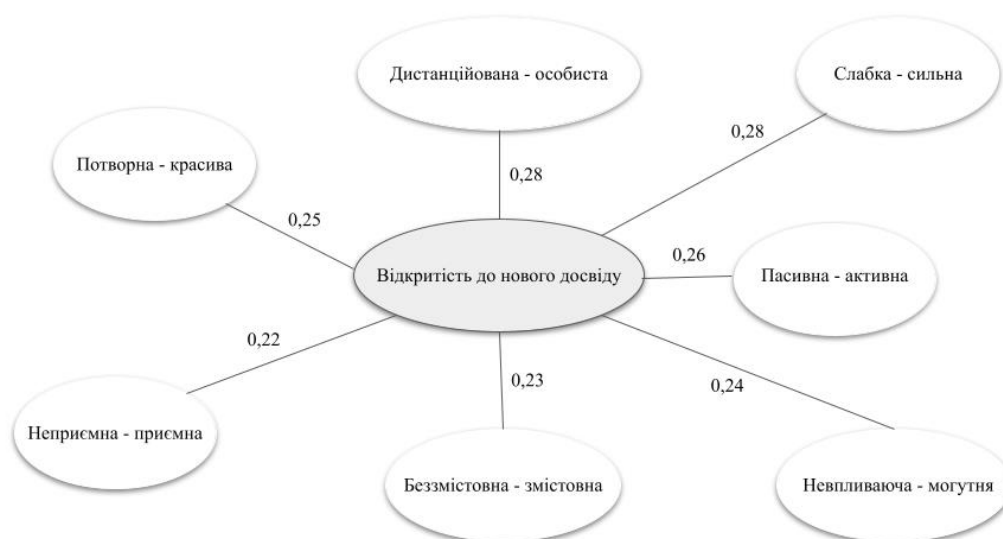 Дистанційована - особиста
Слабка - сильна
0,28
0,28
Потворна - красива
0,25
Відкритість до нового досвіду
0,26
Пасивна - активна
0,22
0,23
0,24
Неприємна - приємна
Беззмістовна - змістовна
Невпливаюча - могутня